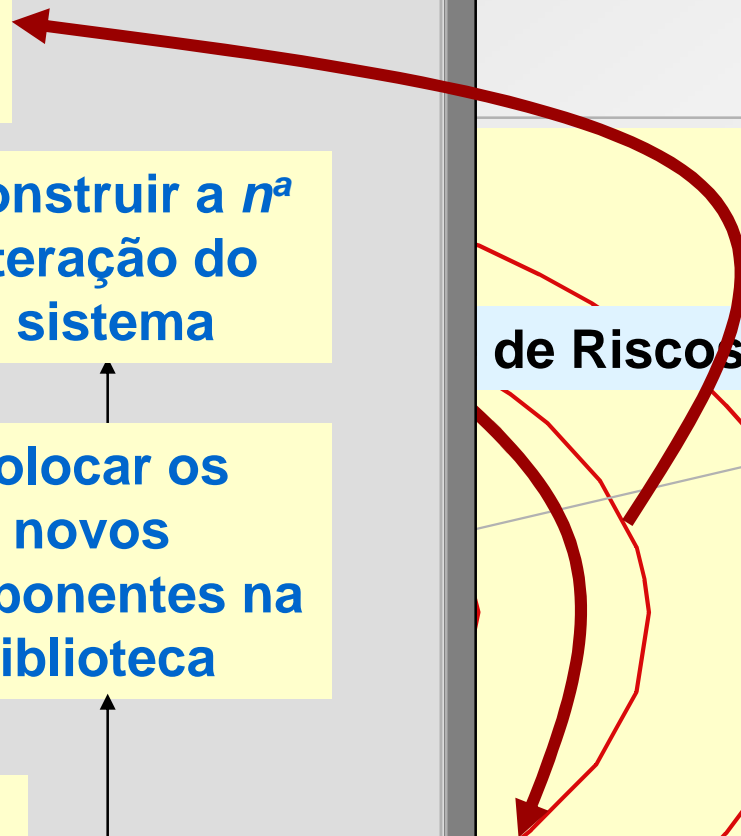 onstruir a nª
teração do
sistema
de Riscos
olocar os
novos
ponentes na
iblioteca